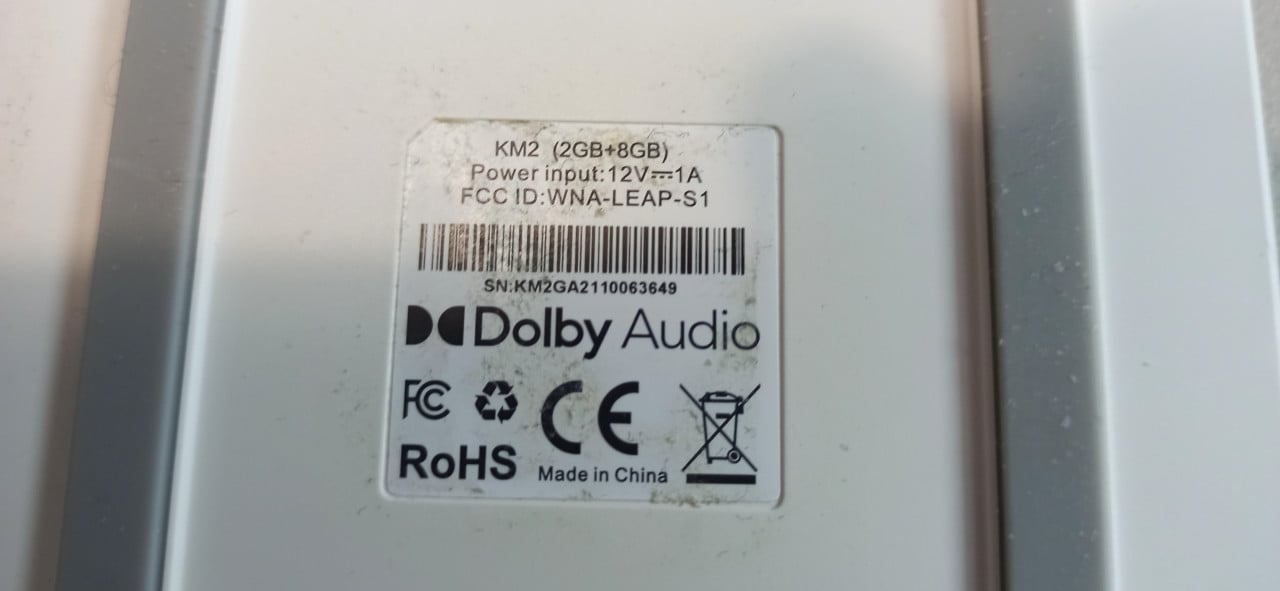 KM2 (2GB+8GB)
Power input:12V⎓1A
FCC ID:WNA-LEAP-S1
SN:KM2GA2110063649
Dolby Audio
FC
CE
RoHS
Made in China